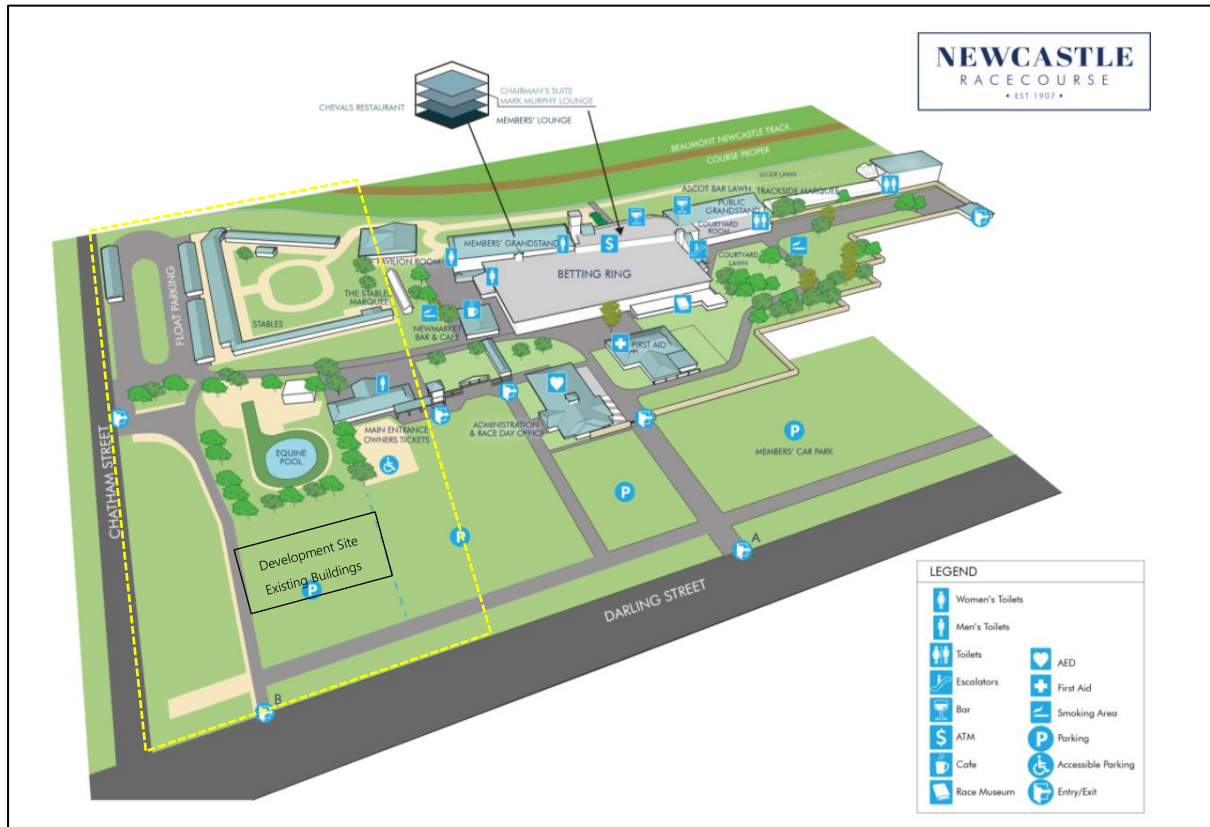 NEWCASTLE
RACECOURSE
• EST 1907 •
CHAIRMAN'S SUITE
MARK MURPHY LOUNGE
CHEVALS RESTAURANT
MEMBERS' LOUNGE
BEAUMONT NEWCASTLE TRACK
COURSE PROPER
LEGER LAWN
ASCOT BAR LAWN
TRACKSIDE MARQUEE
PUBLIC
GRANDSTAND
COURTYARD
ROOM
MEMBERS' GRANDSTAND
$
PAVILION ROOM
COURTYARD
LAWN
BETTING RING
THE STABLES
MARQUEE
FLOAT PARKING
STABLES
NEWMARKET
BAR & CAFE
FIRST AID
MAIN ENTRANCE
OWNERS TICKETS
ADMINISTRATION
& RACE DAY OFFICE
P
MEMBERS' CAR PARK
EQUINE
POOL
CHATHAM STREET
P
P
Development Site
Existing Buildings
P
A
DARLING STREET
B
LEGEND
Women's Toilets
Men's Toilets
Toilets
AED
Escalators
First Aid
Bar
Smoking Area
$ ATM
P Parking
Cafe
Accessible Parking
Race Museum
Entry/Exit